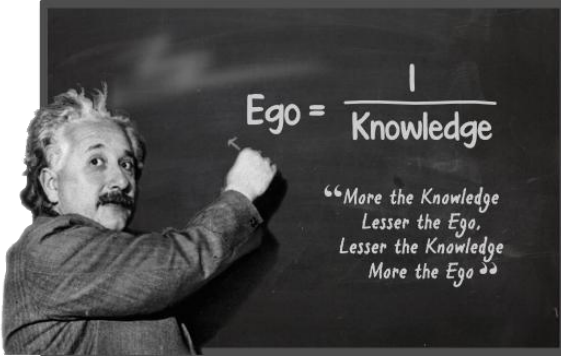 Ego = 1 / Knowledge
“More the Knowledge
Lesser the Ego,
Lesser the Knowledge
More the Ego”